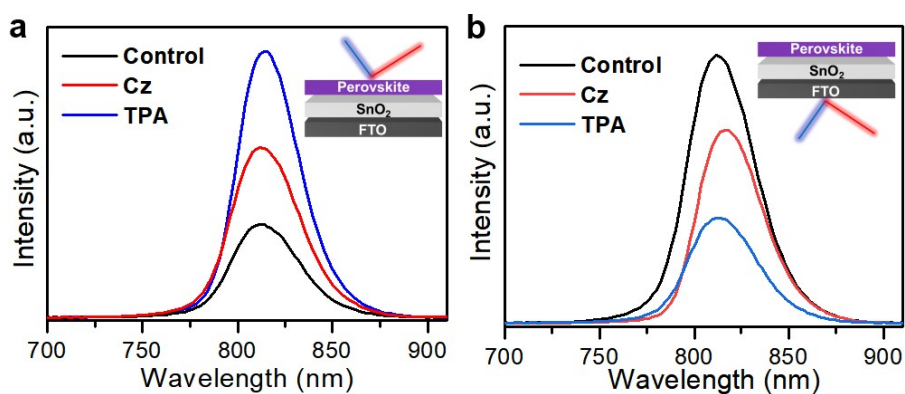 a
Control
Cz
TPA
Perovskite
SnO₂
FTO
Intensity (a.u.)
700 750 800 850 900
Wavelength (nm)
b
Control
Cz
TPA
Perovskite
SnO₂
FTO
Intensity (a.u.)
700 750 800 850 900
Wavelength (nm)